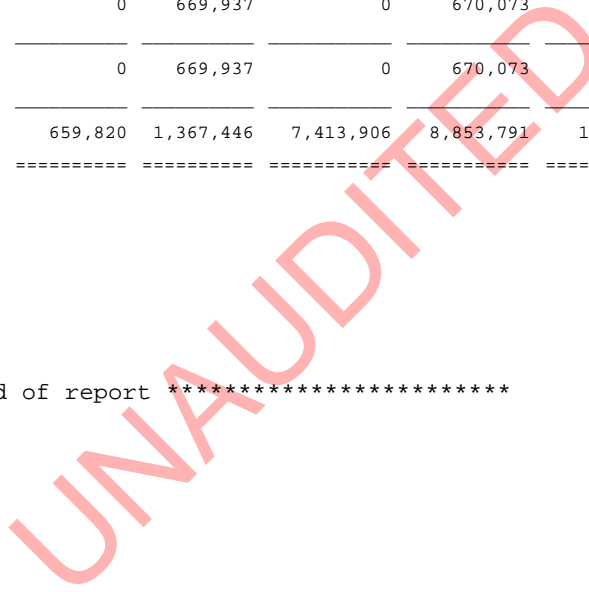 0 669,937 0 670,073
0 669,937 0 670,073
659,820 1,367,446 7,413,906 8,853,791 1
========== ========== =========== =========== ====
d of report ************************
UNAUDITED